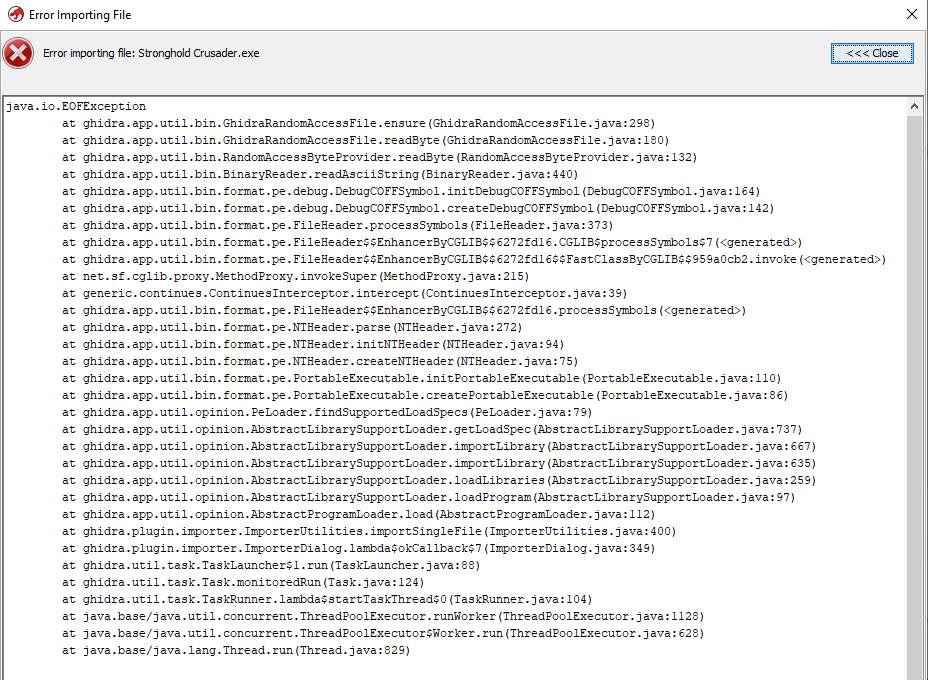 Error Importing File
Error importing file: Stronghold Crusader.exe
<<< Close
java.io.EOFException
at ghidra.app.util.bin.GhidraRandomAccessFile.ensure(GhidraRandomAccessFile.java:298)
at ghidra.app.util.bin.GhidraRandomAccessFile.readByte(GhidraRandomAccessFile.java:180)
at ghidra.app.util.bin.RandomAccessByteProvider.readByte(RandomAccessByteProvider.java:132)
at ghidra.app.util.bin.BinaryReader.readAsciiString(BinaryReader.java:440)
at ghidra.app.util.bin.format.pe.debug.DebugCOFFSymbol.initDebugCOFFSymbol(DebugCOFFSymbol.java:164)
at ghidra.app.util.bin.format.pe.debug.DebugCOFFSymbol.createDebugCOFFSymbol(DebugCOFFSymbol.java:142)
at ghidra.app.util.bin.format.pe.FileHeader.processSymbols(FileHeader.java:373)
at ghidra.app.util.bin.format.pe.FileHeader$$EnhancerByCGLIB$$6272fd16.CGLIB$processSymbols$7(<generated>)
at ghidra.app.util.bin.format.pe.FileHeader$$EnhancerByCGLIB$$6272fd16$$FastClassByCGLIB$$959a0cb2.invoke(<generated>)
at net.sf.cglib.proxy.MethodProxy.invokeSuper(MethodProxy.java:215)
at generic.continues.ContinuesInterceptor.intercept(ContinuesInterceptor.java:39)
at ghidra.app.util.bin.format.pe.FileHeader$$EnhancerByCGLIB$$6272fd16.processSymbols(<generated>)
at ghidra.app.util.bin.format.pe.NTHeader.parse(NTHeader.java:272)
at ghidra.app.util.bin.format.pe.NTHeader.initNTHeader(NTHeader.java:94)
at ghidra.app.util.bin.format.pe.NTHeader.createNTHeader(NTHeader.java:75)
at ghidra.app.util.bin.format.pe.PortableExecutable.initPortableExecutable(PortableExecutable.java:110)
at ghidra.app.util.bin.format.pe.PortableExecutable.createPortableExecutable(PortableExecutable.java:86)
at ghidra.app.util.opinion.PeLoader.findSupportedLoadSpecs(PeLoader.java:79)
at ghidra.app.util.opinion.AbstractLibrarySupportLoader.getLoadSpec(AbstractLibrarySupportLoader.java:737)
at ghidra.app.util.opinion.AbstractLibrarySupportLoader.importLibrary(AbstractLibrarySupportLoader.java:667)
at ghidra.app.util.opinion.AbstractLibrarySupportLoader.importLibrary(AbstractLibrarySupportLoader.java:635)
at ghidra.app.util.opinion.AbstractLibrarySupportLoader.loadLibraries(AbstractLibrarySupportLoader.java:259)
at ghidra.app.util.opinion.AbstractLibrarySupportLoader.loadProgram(AbstractLibrarySupportLoader.java:97)
at ghidra.app.util.opinion.AbstractProgramLoader.load(AbstractProgramLoader.java:112)
at ghidra.plugin.importer.ImporterUtilities.importSingleFile(ImporterUtilities.java:400)
at ghidra.plugin.importer.ImporterDialog.lambda$okCallback$7(ImporterDialog.java:349)
at ghidra.util.task.TaskLauncher$1.run(TaskLauncher.java:88)
at ghidra.util.task.Task.monitoredRun(Task.java:124)
at ghidra.util.task.TaskRunner.lambda$startTaskThread$0(TaskRunner.java:104)
at java.base/java.util.concurrent.ThreadPoolExecutor.runWorker(ThreadPoolExecutor.java:1128)
at java.base/java.util.concurrent.ThreadPoolExecutor$Worker.run(ThreadPoolExecutor.java:628)
at java.base/java.lang.Thread.run(Thread.java:829)